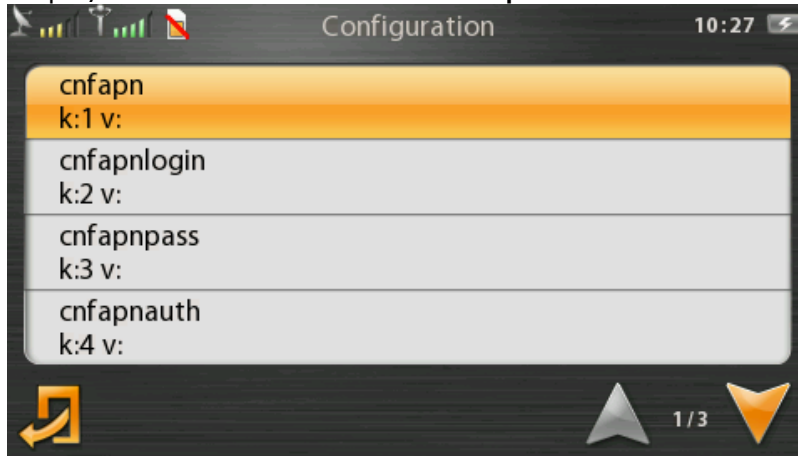 Configuration
10:27
cnfapn
k:1 v:
cnfapnlogin
k:2 v:
cnfapnpass
k:3 v:
cnfapnauth
k:4 v:
1/3